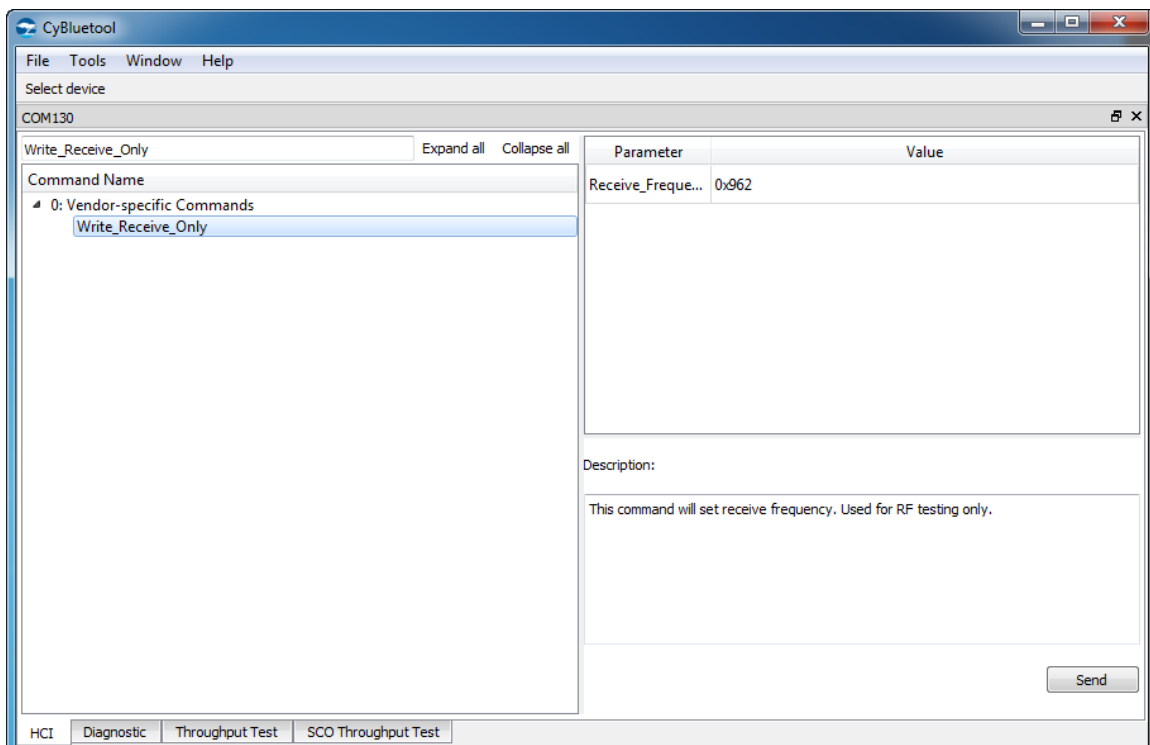 CyBluetool
File Tools Window Help
Select device
COM130
Write_Receive_Only Expand all Collapse all
Command Name
0: Vendor-specific Commands
Write_Receive_Only
Parameter Value
Receive_Freque... 0x962
Description:
This command will set receive frequency. Used for RF testing only.
Send
HCI Diagnostic Throughput Test SCO Throughput Test